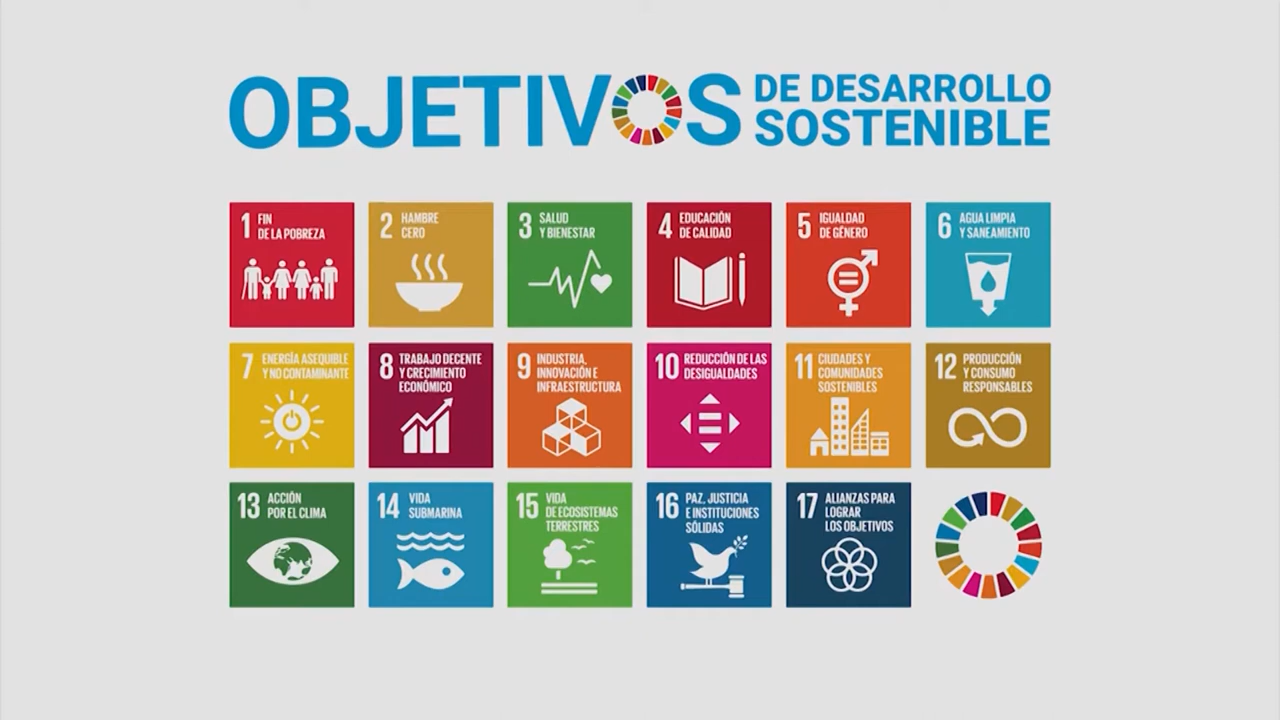 OBJETIVOS
DE DESARROLLO
SOSTENIBLE
1 FIN
DE LA POBREZA
2 HAMBRE
CERO
3 SALUD
Y BIENESTAR
4 EDUCACIÓN
DE CALIDAD
5 IGUALDAD
DE GÉNERO
6 AGUA LIMPIA
Y SANEAMIENTO
7 ENERGÍA ASEQUIBLE
Y NO CONTAMINANTE
8 TRABAJO DECENTE
Y CRECIMIENTO
ECONÓMICO
9 INDUSTRIA,
INNOVACIÓN E
INFRAESTRUCTURA
10 REDUCCIÓN DE LAS
DESIGUALDADES
11 CIUDADES Y
COMUNIDADES
SOSTENIBLES
12 PRODUCCIÓN
Y CONSUMO
RESPONSABLES
13 ACCIÓN
POR EL CLIMA
14 VIDA
SUBMARINA
15 VIDA
DE ECOSISTEMAS
TERRESTRES
16 PAZ, JUSTICIA
E INSTITUCIONES
SÓLIDAS
17 ALIANZAS PARA
LOGRAR
LOS OBJETIVOS